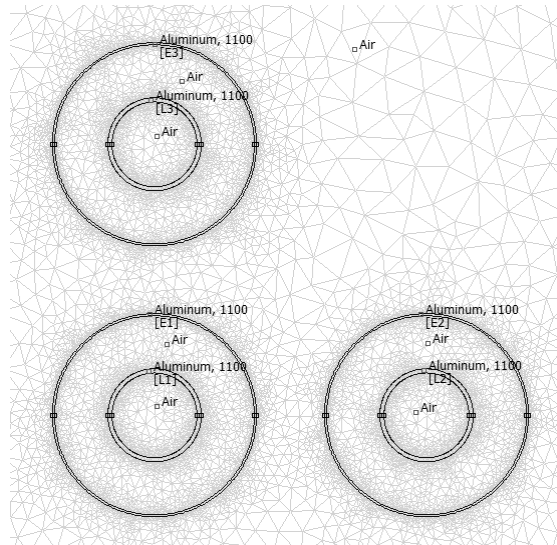 Aluminum, 1100
[E3]
Air
Air
Aluminum, 1100
[L3]
Air
Aluminum, 1100
[E1]
Air
Aluminum, 1100
[L1]
Air
Aluminum, 1100
[E2]
Air
Aluminum, 1100
[L2]
Air